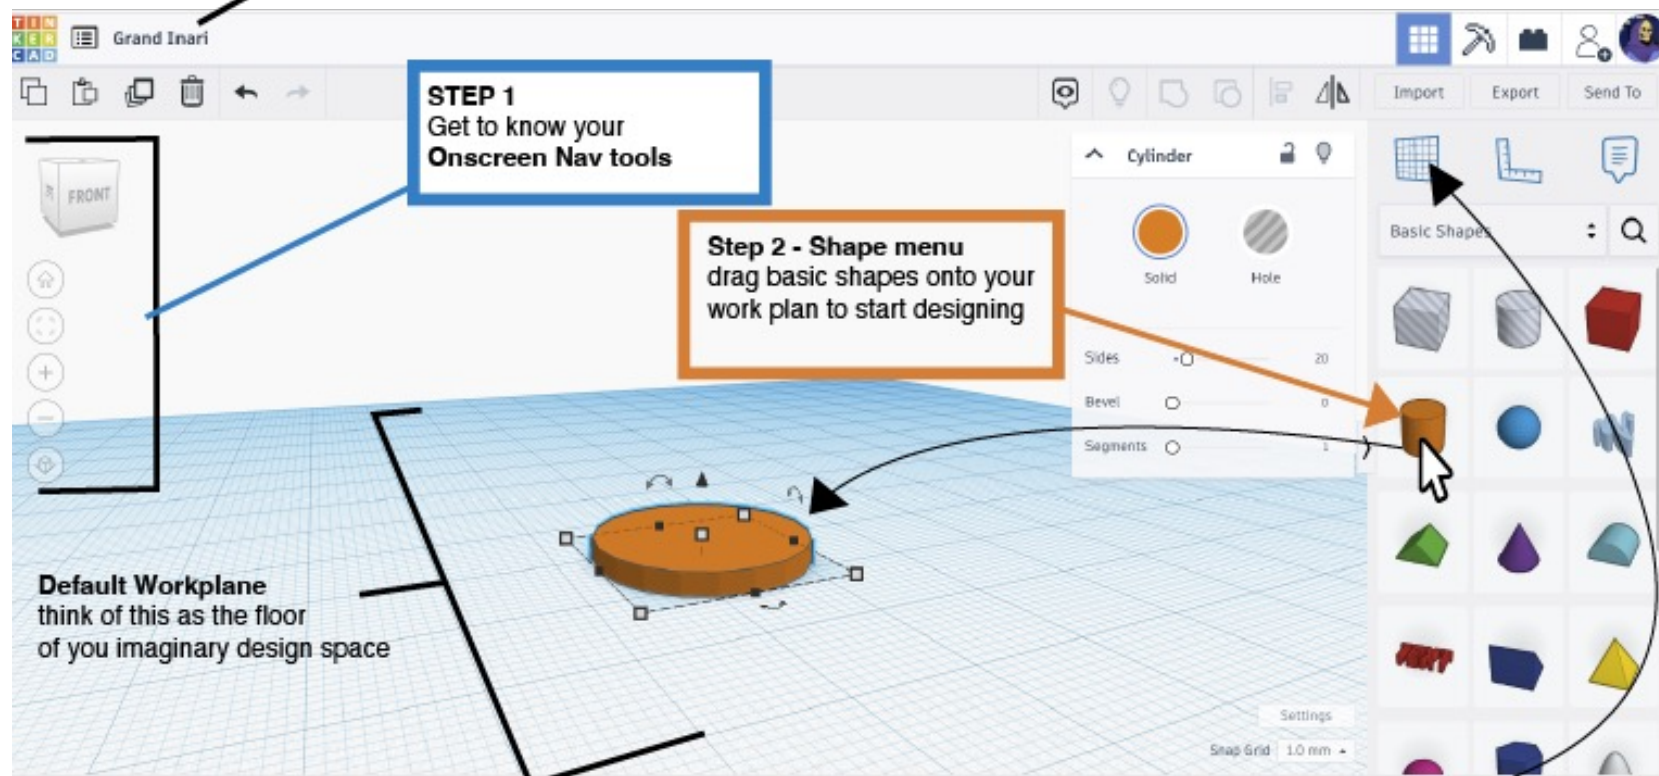 TIN
KER
CAD
Grand Inari
STEP 1
Get to know your
Onscreen Nav tools
Import
Export
Send To
FRONT
Cylinder
Solid
Hole
Basic Shapes
Step 2 - Shape menu
drag basic shapes onto your
work plan to start designing
Sides
20
Bevel
0
Segments
1
Default Workplane
think of this as the floor
of you imaginary design space
TEXT
Settings
Snap Grid 1.0 mm